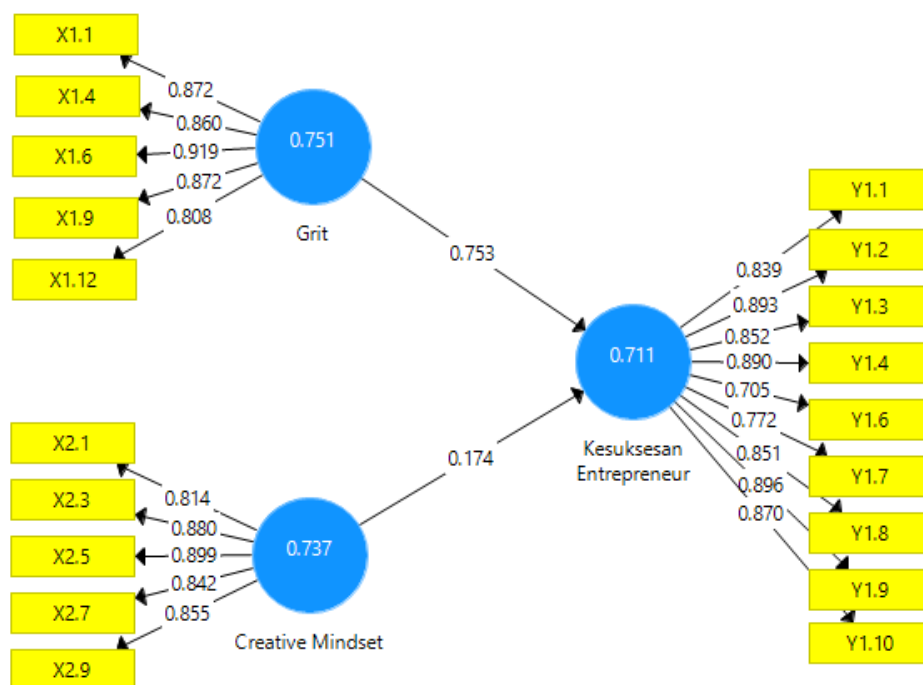 X1.1
X1.4
X1.6
X1.9
X1.12
0.872
0.860
0.919
0.872
0.808
0.751
Grit
0.753
X2.1
X2.3
X2.5
X2.7
X2.9
0.814
0.880
0.899
0.842
0.855
0.737
Creative Mindset
0.174
0.711
Kesuksesan
Entrepreneur
0.839
0.893
0.852
0.890
0.705
0.772
0.851
0.896
0.870
Y1.1
Y1.2
Y1.3
Y1.4
Y1.6
Y1.7
Y1.8
Y1.9
Y1.10